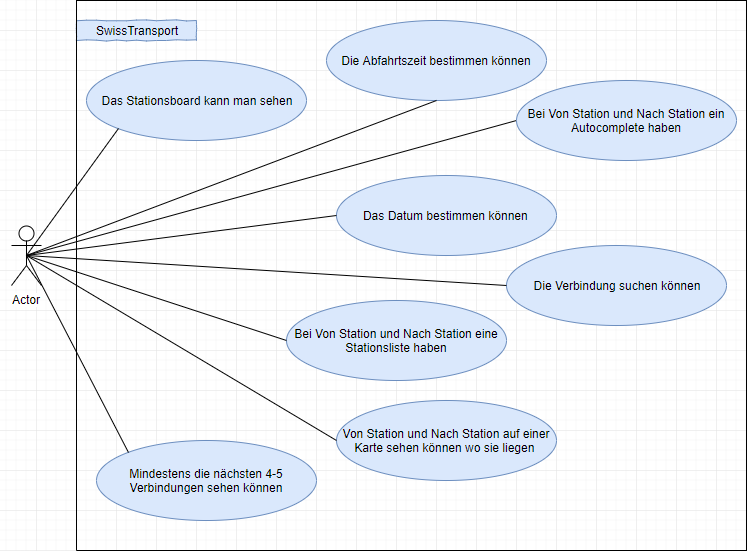 SwissTransport
Die Abfahrtszeit bestimmen können
Das Stationsboard kann man sehen
Bei Von Station und Nach Station ein
Autocomplete haben
Das Datum bestimmen können
Die Verbindung suchen können
Actor
Bei Von Station und Nach Station eine
Stationsliste haben
Von Station und Nach Station auf einer
Karte sehen können wo sie liegen
Mindestens die nächsten 4-5
Verbindungen sehen können